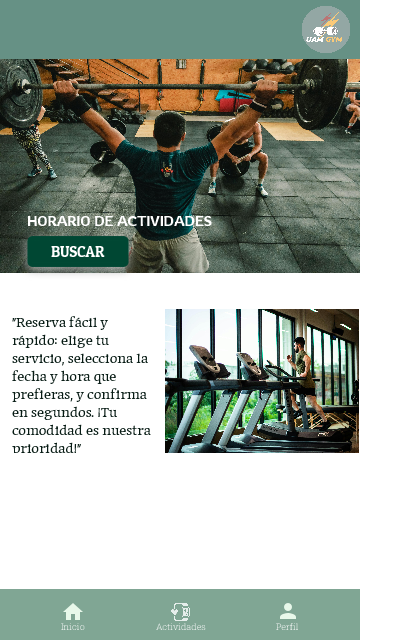 UAM GYM
HORARIO DE ACTIVIDADES
BUSCAR
"Reserva fácil y
rápido: elige tu
servicio, selecciona la
fecha y hora que
prefieras, y confirma
en segundos. ¡Tu
comodidad es nuestra
prioridad!"
Inicio
Actividades
Perfil